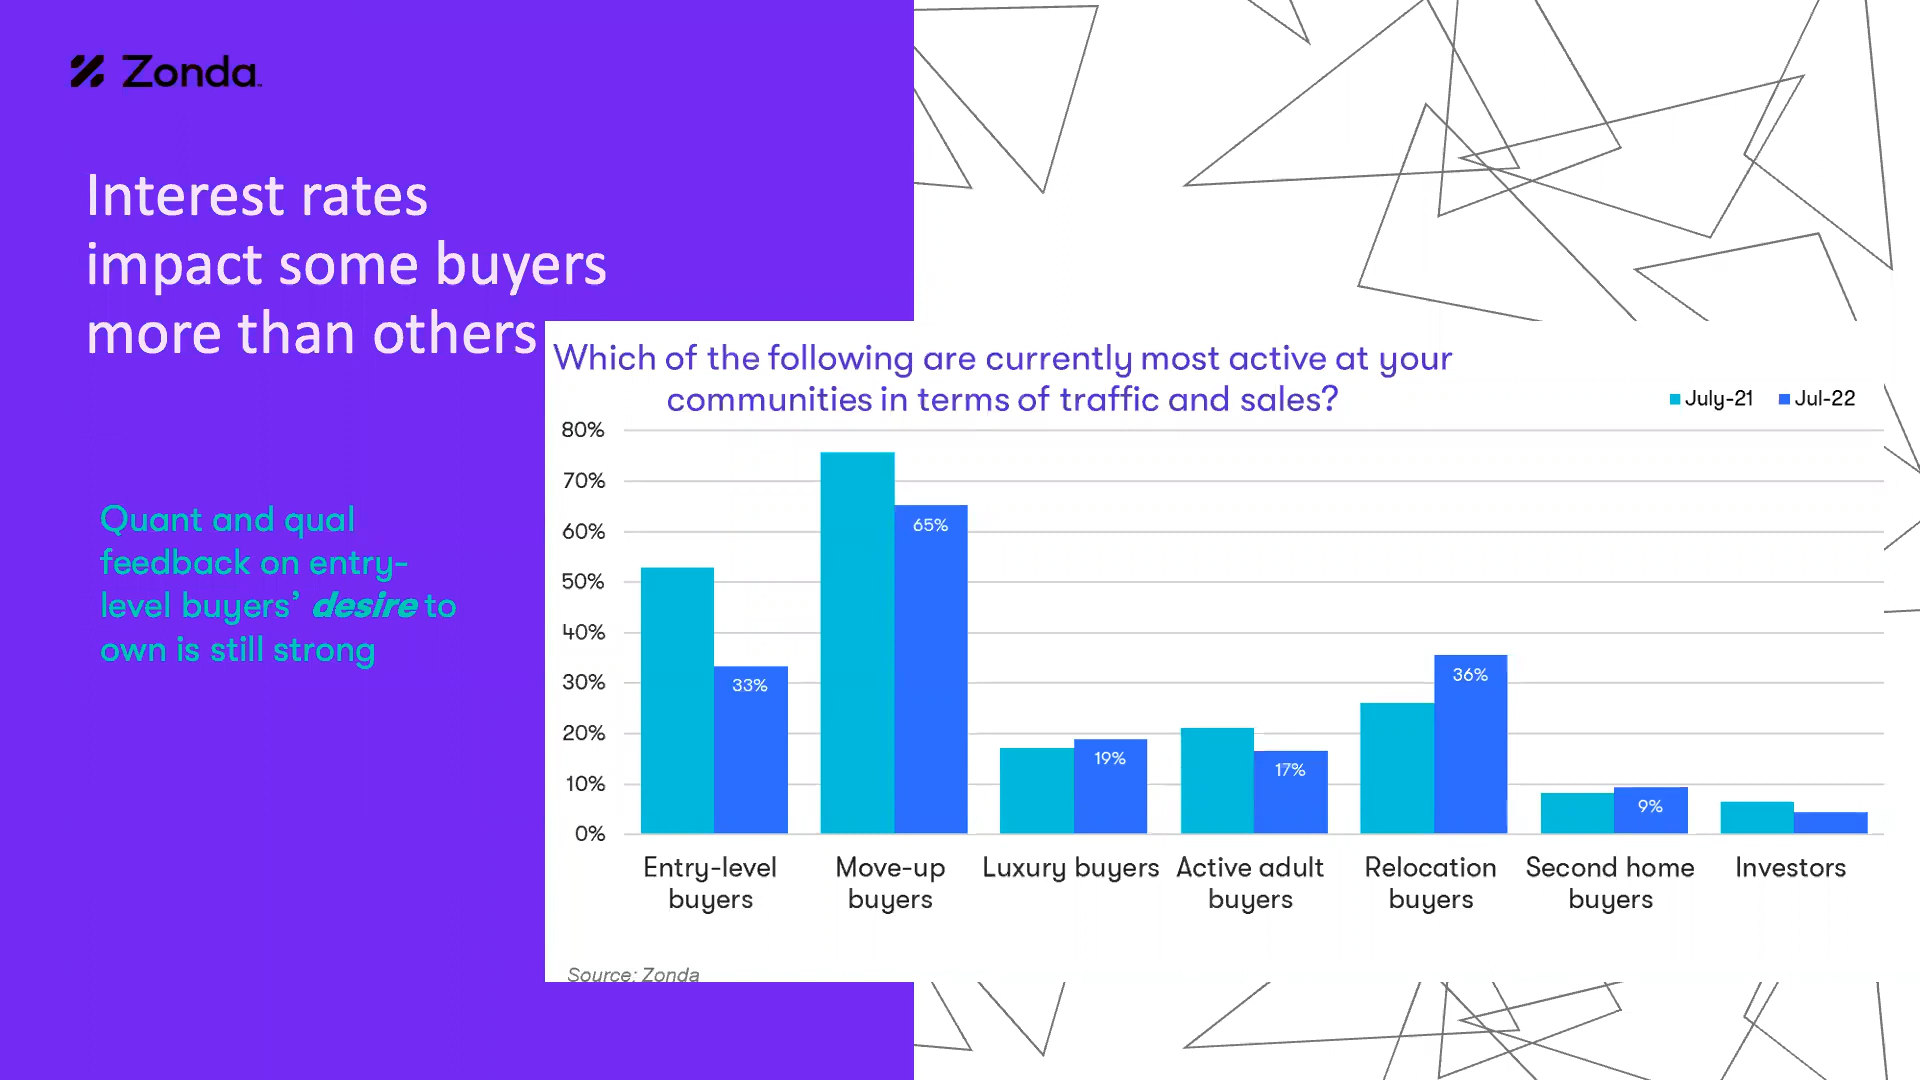 Zonda
Interest rates
impact some buyers
more than others
Quant and qual
feedback on entry-
level buyers’ desire to
own is still strong
Which of the following are currently most active at your
communities in terms of traffic and sales?
July-21 Jul-22
80%
70%
60%
50%
40%
30%
20%
10%
0%
33%
65%
19%
17%
36%
9%
Entry-level
buyers
Move-up
buyers
Luxury buyers
Active adult
buyers
Relocation
buyers
Second home
buyers
Investors
Source: Zonda